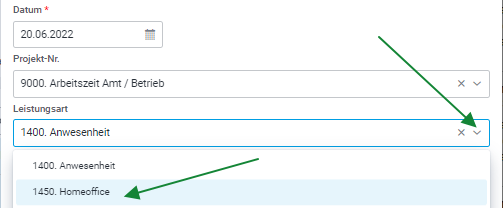 Datum *
20.06.2022
Projekt-Nr.
9000. Arbeitszeit Amt / Betrieb
Leistungsart
1400. Anwesenheit
1400. Anwesenheit
1450. Homeoffice